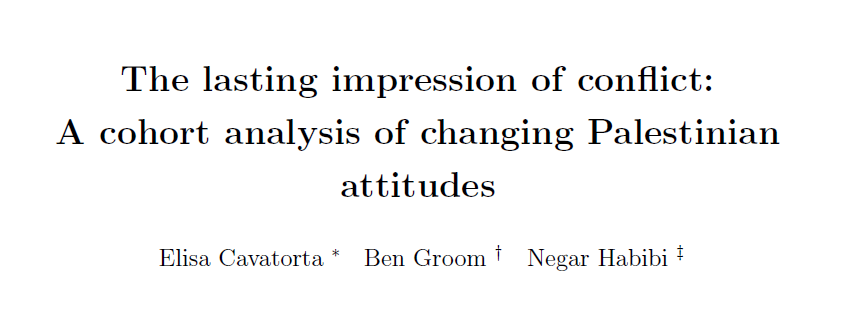 The lasting impression of conflict:
A cohort analysis of changing Palestinian
attitudes
Elisa Cavatorta * Ben Groom † Negar Habibi ‡